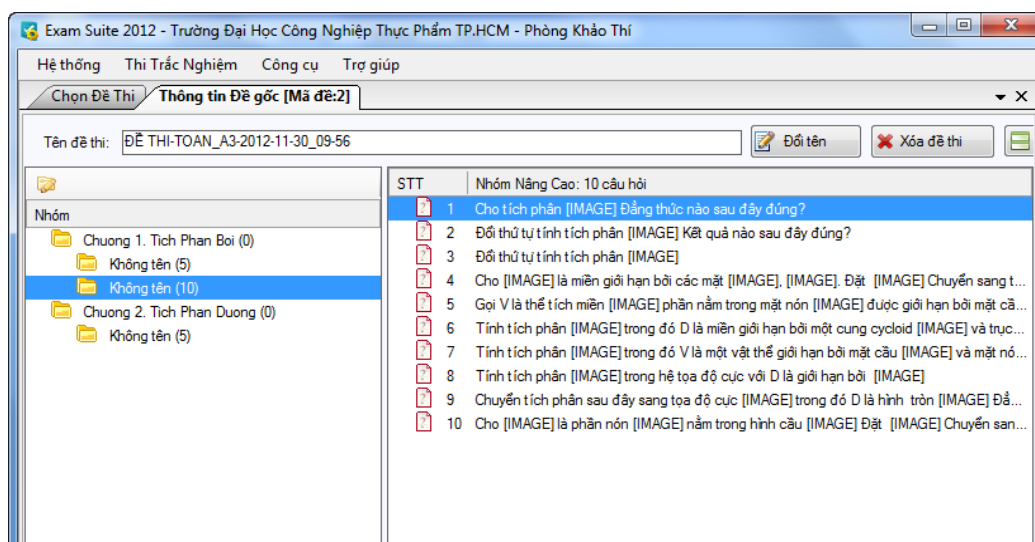 Exam Suite 2012 - Trường Đại Học Công Nghiệp Thực Phẩm TP.HCM - Phòng Khảo Thí
Hệ thống Thi Trắc Nghiệm Công cụ Trợ giúp
Chọn Đề Thi Thông tin Đề gốc [Mã đề:2]
Tên đề thi: ĐỀ THI-TOAN_A3-2012-11-30_09-56 Đổi tên Xóa đề thi
STT Nhóm Nâng Cao: 10 câu hỏi
Nhóm
Chuong 1. Tich Phan Boi (0)
Không tên (5)
Không tên (10)
Chuong 2. Tich Phan Duong (0)
Không tên (5)
1 Cho tích phân [IMAGE] Đẳng thức nào sau đây đúng?
2 Đổi thứ tự tính tích phân [IMAGE] Kết quả nào sau đây đúng?
3 Đổi thứ tự tính tích phân [IMAGE]
4 Cho [IMAGE] là miền giới hạn bởi các mặt [IMAGE], [IMAGE]. Đặt [IMAGE] Chuyển sang t...
5 Gọi V là thể tích miền [IMAGE] phần nằm trong mặt nón [IMAGE] được giới hạn bởi mặt cầ...
6 Tính tích phân [IMAGE] trong đó D là miền giới hạn bởi một cung cycloid [IMAGE] và trục...
7 Tính tích phân [IMAGE] trong đó V là một vật thể giới hạn bởi mặt cầu [IMAGE] và mặt nó...
8 Tính tích phân [IMAGE] trong hệ tọa độ cực với D là giới hạn bởi [IMAGE]
9 Chuyển tích phân sau đây sang tọa độ cực [IMAGE] trong đó D là hình tròn [IMAGE] Đẳ...
10 Cho [IMAGE] là phần nón [IMAGE] nằm trong hình cầu [IMAGE] Đặt [IMAGE] Chuyển san...